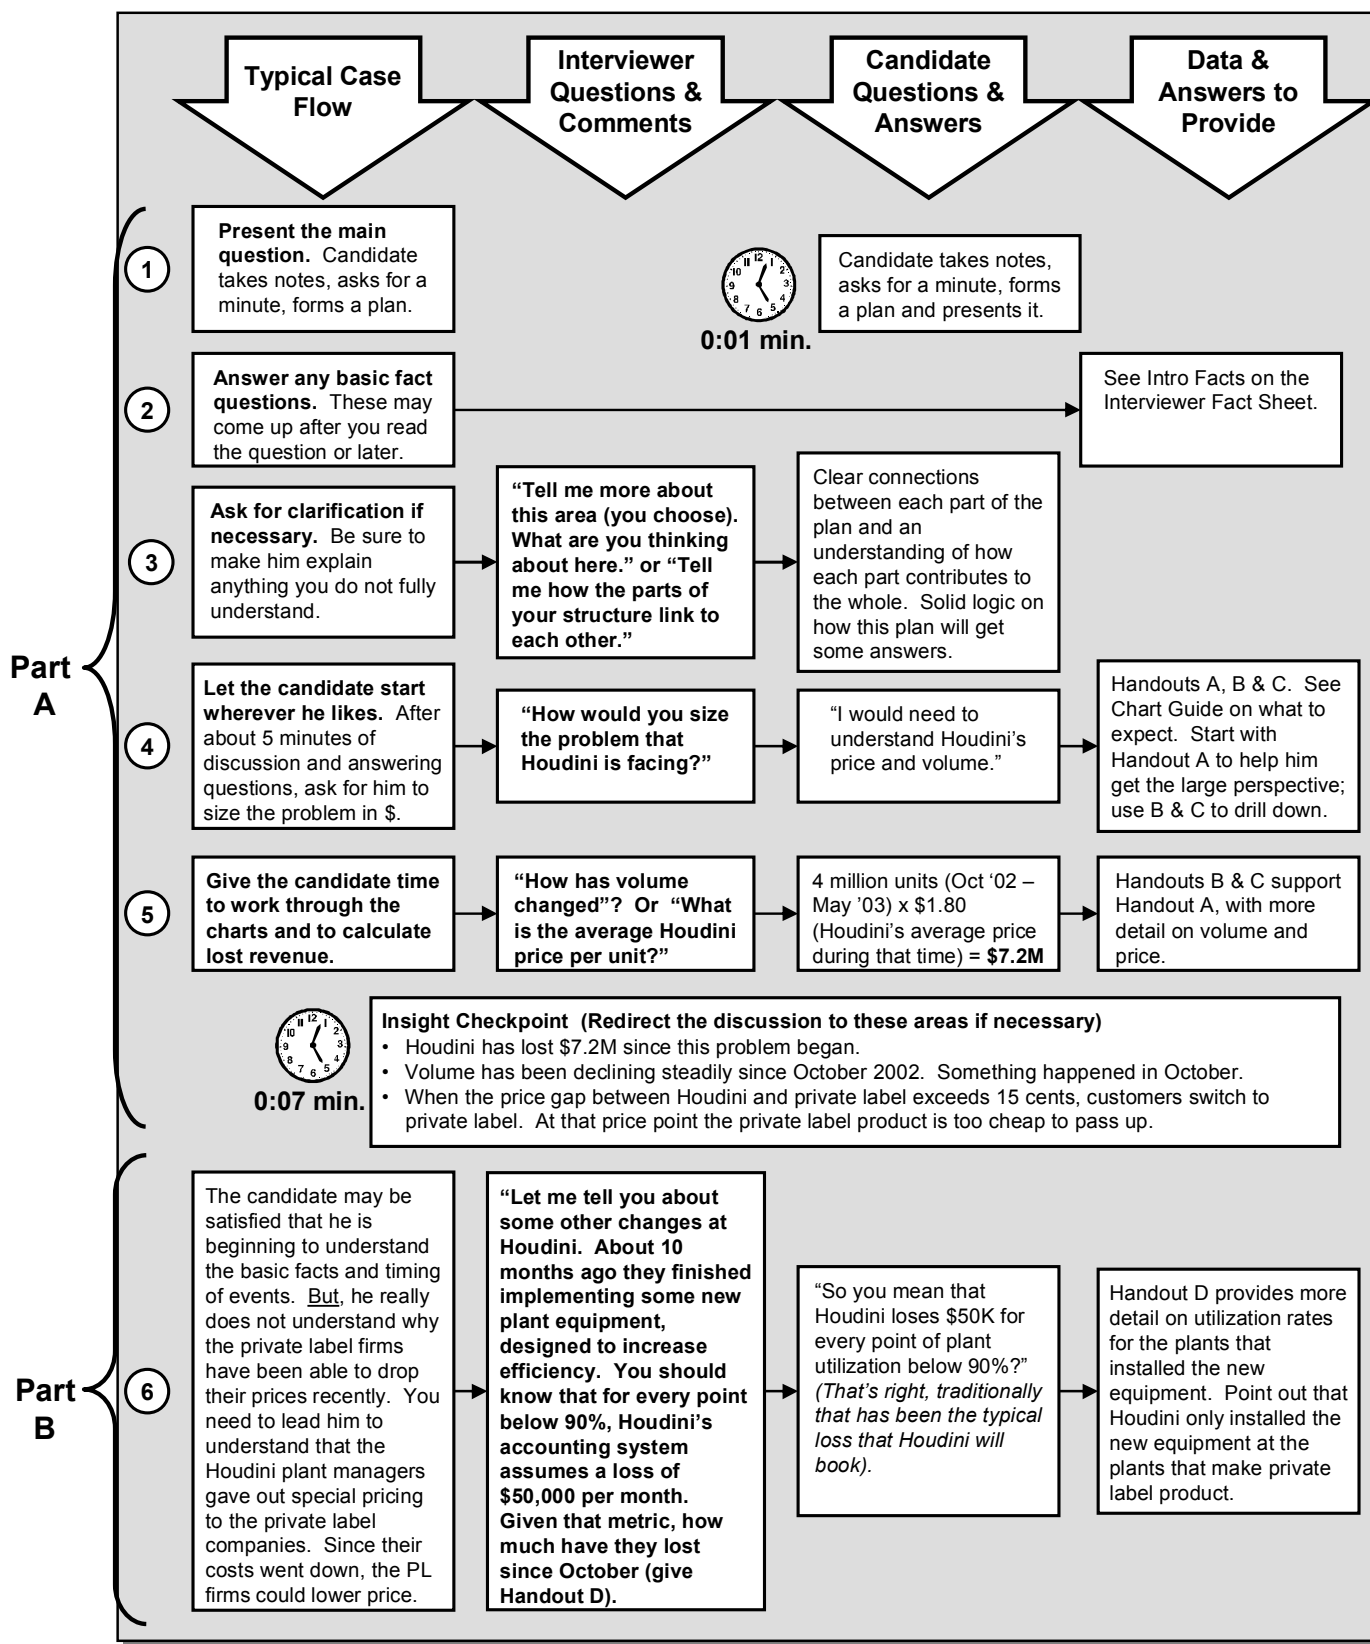 Typical Case
Flow
Interviewer
Questions &
Comments
Candidate
Questions &
Answers
Data &
Answers to
Provide
Part
A
1
Present the main
question. Candidate
takes notes, asks for a
minute, forms a plan.
12
1
2
3
4
5
6
7
8
9
10
11
0:01 min.
Candidate takes notes,
asks for a minute, forms
a plan and presents it.
2
Answer any basic fact
questions. These may
come up after you read
the question or later.
See Intro Facts on the
Interviewer Fact Sheet.
3
Ask for clarification if
necessary. Be sure to
make him explain
anything you do not fully
understand.
“Tell me more about
this area (you choose).
What are you thinking
about here.” or “Tell
me how the parts of
your structure link to
each other.”
Clear connections
between each part of the
plan and an
understanding of how
each part contributes to
the whole. Solid logic on
how this plan will get
some answers.
4
Let the candidate start
wherever he likes. After
about 5 minutes of
discussion and answering
questions, ask for him to
size the problem in $.
“How would you size
the problem that
Houdini is facing?”
“I would need to
understand Houdini’s
price and volume.”
Handouts A, B & C. See
Chart Guide on what to
expect. Start with
Handout A to help him
get the large perspective;
use B & C to drill down.
5
Give the candidate time
to work through the
charts and to calculate
lost revenue.
“How has volume
changed”? Or “What
is the average Houdini
price per unit?”
4 million units (Oct ‘02 –
May ’03) x $1.80
(Houdini’s average price
during that time) = $7.2M
Handouts B & C support
Handout A, with more
detail on volume and
price.
12
1
2
3
4
5
6
7
8
9
10
11
0:07 min.
Insight Checkpoint (Redirect the discussion to these areas if necessary)
• Houdini has lost $7.2M since this problem began.
• Volume has been declining steadily since October 2002. Something happened in October.
• When the price gap between Houdini and private label exceeds 15 cents, customers switch to
private label. At that price point the private label product is too cheap to pass up.
Part
B
6
The candidate may be
satisfied that he is
beginning to understand
the basic facts and timing
of events. But, he really
does not understand why
the private label firms
have been able to drop
their prices recently. You
need to lead him to
understand that the
Houdini plant managers
gave out special pricing
to the private label
companies. Since their
costs went down, the PL
firms could lower price.
“Let me tell you about
some other changes at
Houdini. About 10
months ago they finished
implementing some new
plant equipment,
designed to increase
efficiency. You should
know that for every point
below 90%, Houdini’s
accounting system
assumes a loss of
$50,000 per month.
Given that metric, how
much have they lost
since October (give
Handout D).
“So you mean that
Houdini loses $50K for
every point of plant
utilization below 90%?”
(That’s right, traditionally
that has been the typical
loss that Houdini will
book).
Handout D provides more
detail on utilization rates
for the plants that
installed the new
equipment. Point out that
Houdini only installed the
new equipment at the
plants that make private
label product.